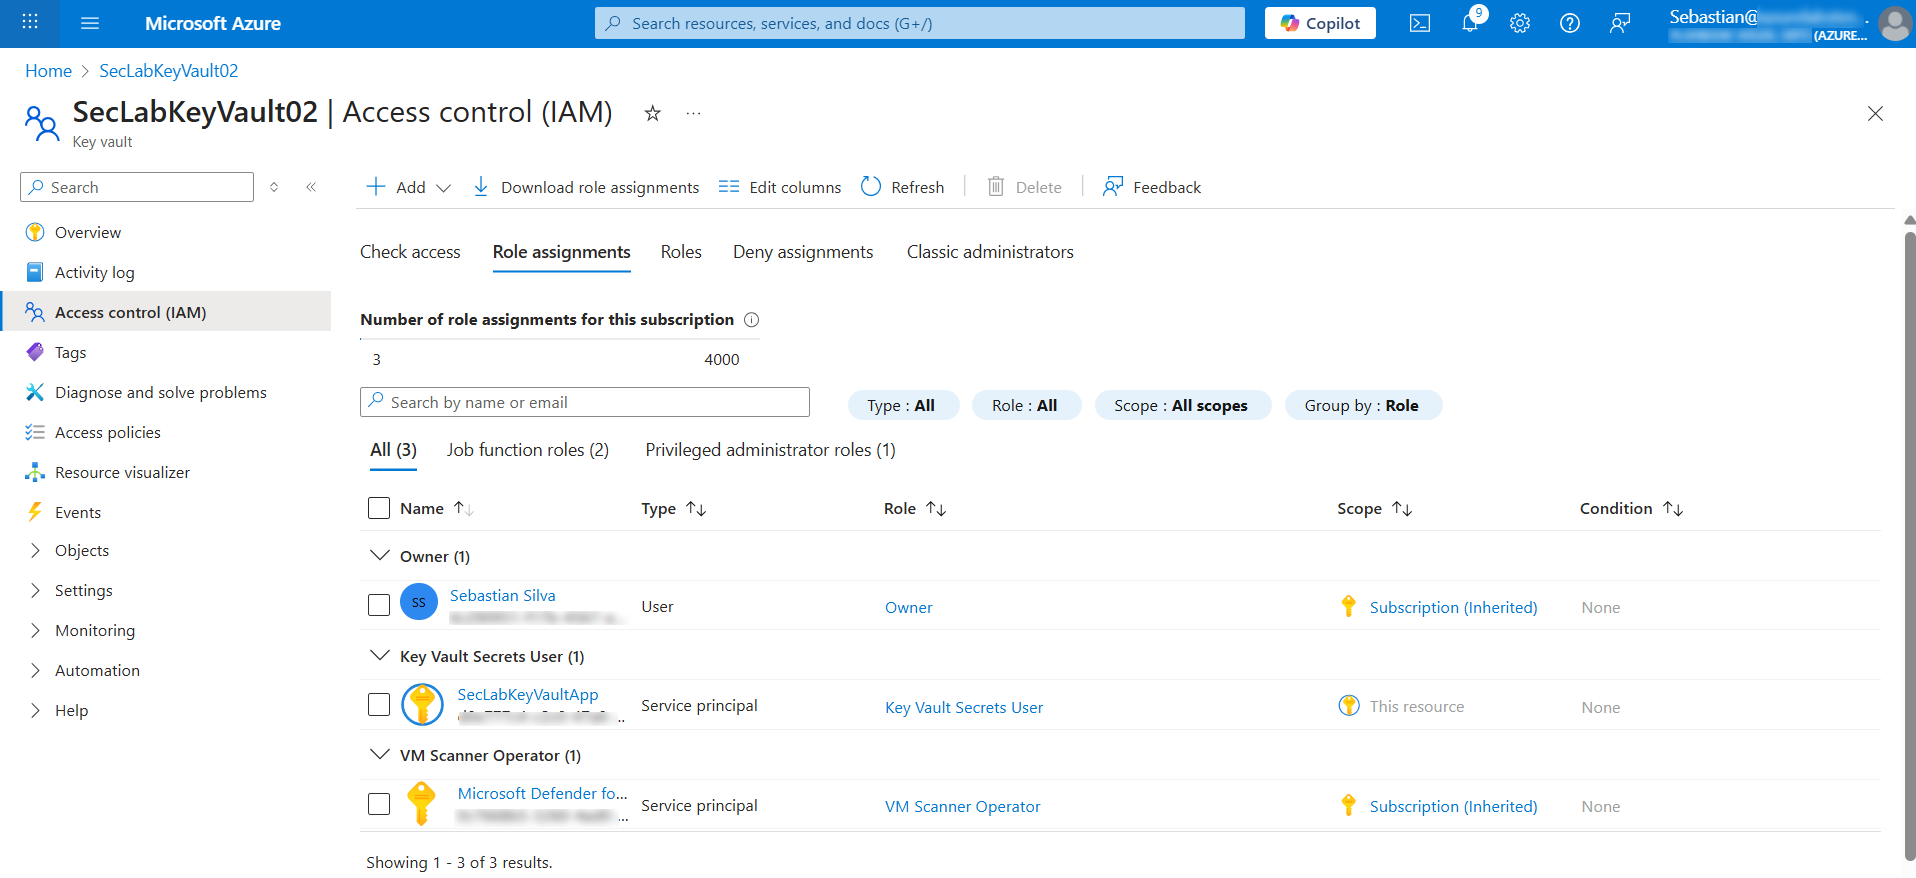 Microsoft Azure
Search resources, services, and docs (G+/)
Copilot
9
Sebastian@
(AZURE...
Home > SecLabKeyVault02
SecLabKeyVault02 | Access control (IAM)
Key vault
Search
Add
Download role assignments
Edit columns
Refresh
Delete
Feedback
Overview
Activity log
Access control (IAM)
Tags
Diagnose and solve problems
Access policies
Resource visualizer
Events
Objects
Settings
Monitoring
Automation
Help
Check access
Role assignments
Roles
Deny assignments
Classic administrators
Number of role assignments for this subscription
3 4000
Search by name or email
Type : All
Role : All
Scope : All scopes
Group by : Role
All (3)
Job function roles (2)
Privileged administrator roles (1)
Name Type Role Scope Condition
Owner (1)
SS Sebastian Silva User Owner Subscription (Inherited) None
Key Vault Secrets User (1)
SecLabKeyVaultApp Service principal Key Vault Secrets User This resource None
VM Scanner Operator (1)
Microsoft Defender fo... Service principal VM Scanner Operator Subscription (Inherited) None
Showing 1 - 3 of 3 results.